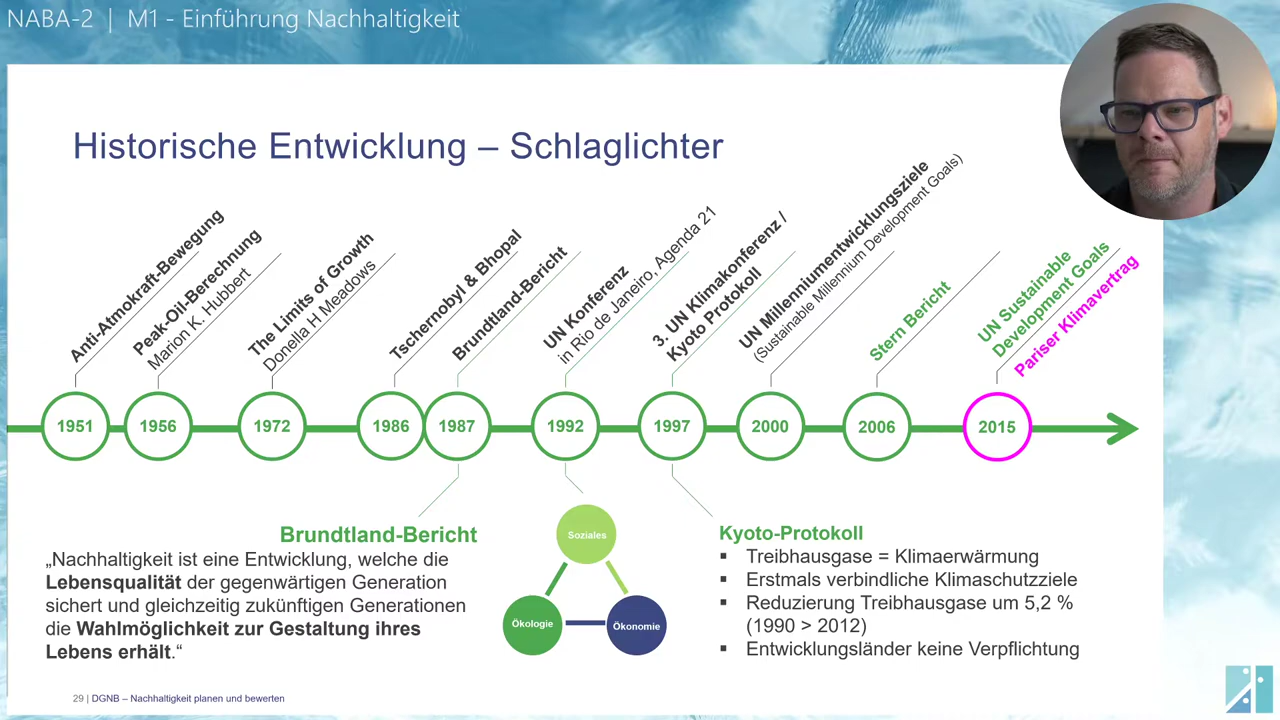 NABA-2 | M1 - Einführung Nachhaltigkeit
Historische Entwicklung – Schlaglichter
Anti-Atmokraft-Bewegung
Peak-Oil-Berechnung
Marion K. Hubbert
The Limits of Growth
Donella H Meadows
Tschernobyl & Bhopal
Brundtland-Bericht
UN Konferenz
in Rio de Janeiro, Agenda 21
3. UN Klimakonferenz /
Kyoto Protokoll
UN Millenniumentwicklungsziele
(Sustainable Millennium Development Goals)
Stern Bericht
UN Sustainable
Development Goals
Pariser Klimavertrag
1951
1956
1972
1986
1987
1992
1997
2000
2006
2015
Brundtland-Bericht
„Nachhaltigkeit ist eine Entwicklung, welche die
Lebensqualität der gegenwärtigen Generation
sichert und gleichzeitig zukünftigen Generationen
die Wahlmöglichkeit zur Gestaltung ihres
Lebens erhält.“
Soziales
Ökologie
Ökonomie
Kyoto-Protokoll
▪ Treibhausgase = Klimaerwärmung
▪ Erstmals verbindliche Klimaschutzziele
▪ Reduzierung Treibhausgase um 5,2 %
(1990 > 2012)
▪ Entwicklungsländer keine Verpflichtung
29 | DGNB – Nachhaltigkeit planen und bewerten